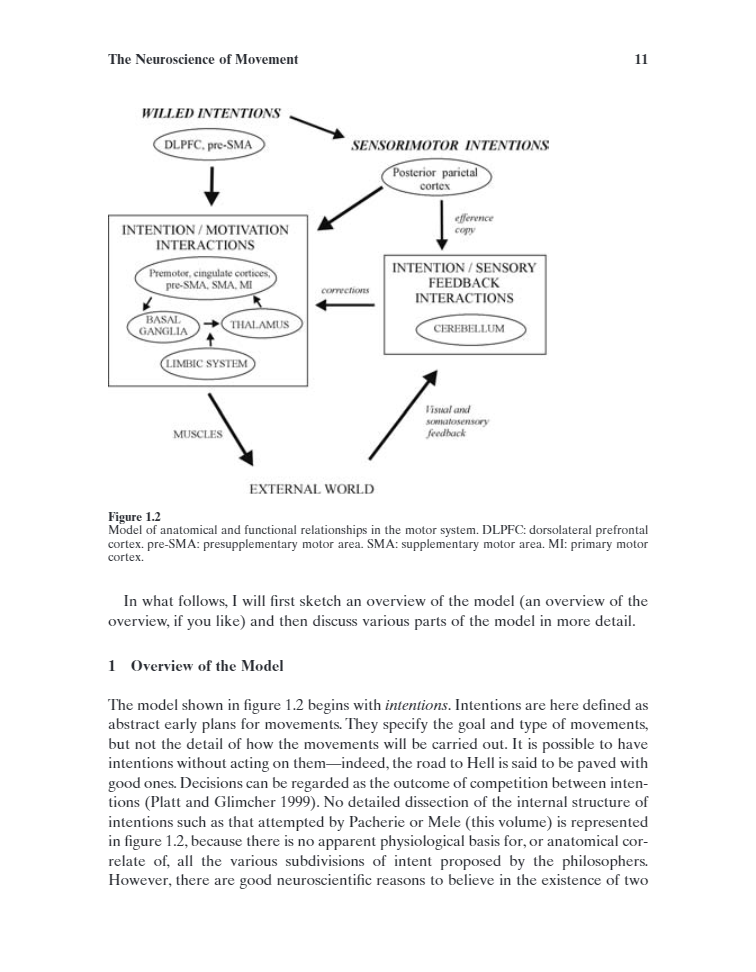 The Neuroscience of Movement 11
WILLED INTENTIONS
DLPFC, pre-SMA
SENSORIMOTOR INTENTIONS
Posterior parietal
cortex
efference
copy
INTENTION / MOTIVATION
INTERACTIONS
Premotor, cingulate cortices,
pre-SMA, SMA, MI
BASAL
GANGLIA
THALAMUS
LIMBIC SYSTEM
corrections
INTENTION / SENSORY
FEEDBACK
INTERACTIONS
CEREBELLUM
MUSCLES
Visual and
somatosensory
feedback
EXTERNAL WORLD
Figure 1.2
Model of anatomical and functional relationships in the motor system. DLPFC: dorsolateral prefrontal
cortex. pre-SMA: presupplementary motor area. SMA: supplementary motor area. MI: primary motor
cortex.
In what follows, I will first sketch an overview of the model (an overview of the
overview, if you like) and then discuss various parts of the model in more detail.
1 Overview of the Model
The model shown in figure 1.2 begins with intentions. Intentions are here defined as
abstract early plans for movements. They specify the goal and type of movements,
but not the detail of how the movements will be carried out. It is possible to have
intentions without acting on them—indeed, the road to Hell is said to be paved with
good ones. Decisions can be regarded as the outcome of competition between inten-
tions (Platt and Glimcher 1999). No detailed dissection of the internal structure of
intentions such as that attempted by Pacherie or Mele (this volume) is represented
in figure 1.2, because there is no apparent physiological basis for, or anatomical cor-
relate of, all the various subdivisions of intent proposed by the philosophers.
However, there are good neuroscientific reasons to believe in the existence of two